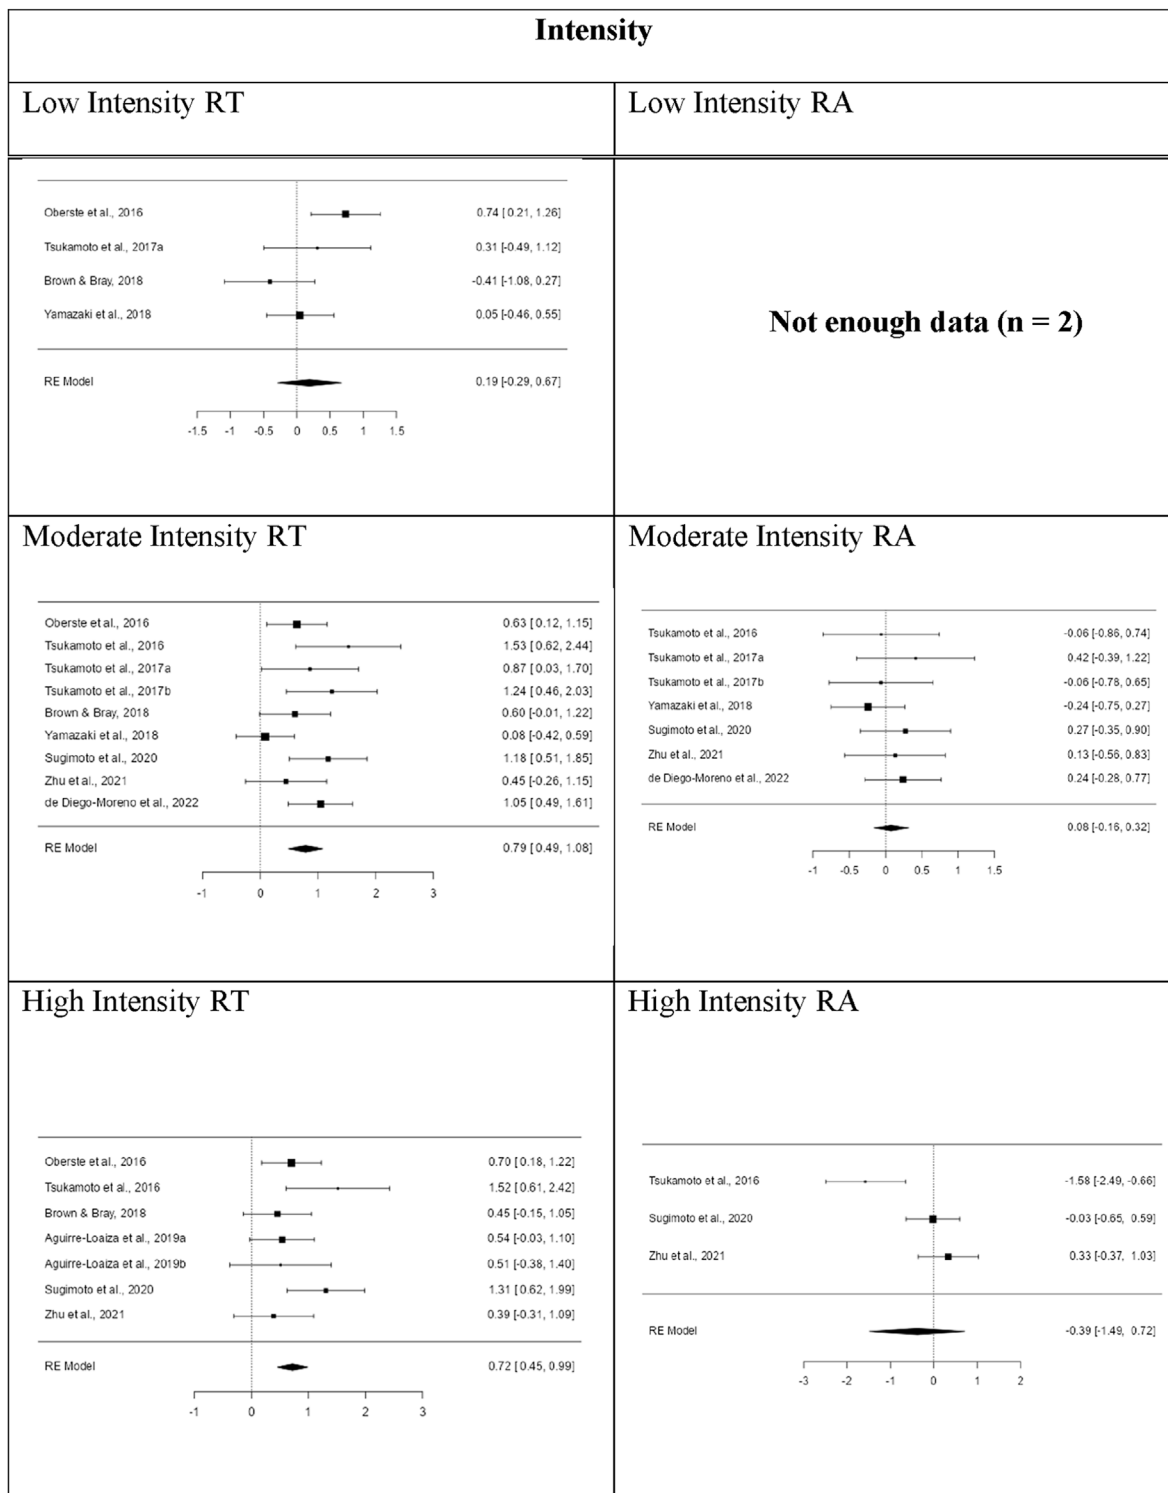 Intensity
Low Intensity RT
Low Intensity RA
Oberste et al., 2016 0.74 [ 0.21, 1.26]
Tsukamoto et al., 2017a 0.31 [-0.49, 1.12]
Brown & Bray, 2018 -0.41 [-1.08, 0.27]
Yamazaki et al., 2018 0.05 [-0.46, 0.55]
RE Model 0.19 [-0.29, 0.67]
-1.5 -1 -0.5 0 0.5 1 1.5
Not enough data (n = 2)
Moderate Intensity RT
Oberste et al., 2016 0.63 [ 0.12, 1.15]
Tsukamoto et al., 2016 1.53 [ 0.62, 2.44]
Tsukamoto et al., 2017a 0.87 [ 0.03, 1.70]
Tsukamoto et al., 2017b 1.24 [ 0.46, 2.03]
Brown & Bray, 2018 0.60 [-0.01, 1.22]
Yamazaki et al., 2018 0.08 [-0.42, 0.59]
Sugimoto et al., 2020 1.18 [ 0.51, 1.85]
Zhu et al., 2021 0.45 [-0.26, 1.15]
de Diego-Moreno et al., 2022 1.05 [ 0.49, 1.61]
RE Model 0.79 [ 0.49, 1.08]
-1 0 1 2 3
Moderate Intensity RA
Tsukamoto et al., 2016 -0.06 [-0.86, 0.74]
Tsukamoto et al., 2017a 0.42 [-0.39, 1.22]
Tsukamoto et al., 2017b -0.06 [-0.78, 0.65]
Yamazaki et al., 2018 -0.24 [-0.75, 0.27]
Sugimoto et al., 2020 0.27 [-0.35, 0.90]
Zhu et al., 2021 0.13 [-0.56, 0.83]
de Diego-Moreno et al., 2022 0.24 [-0.28, 0.77]
RE Model 0.08 [-0.16, 0.32]
-1 -0.5 0 0.5 1 1.5
High Intensity RT
Oberste et al., 2016 0.70 [ 0.18, 1.22]
Tsukamoto et al., 2016 1.52 [ 0.61, 2.42]
Brown & Bray, 2018 0.45 [-0.15, 1.05]
Aguirre-Loaiza et al., 2019a 0.54 [-0.03, 1.10]
Aguirre-Loaiza et al., 2019b 0.51 [-0.38, 1.40]
Sugimoto et al., 2020 1.31 [ 0.62, 1.99]
Zhu et al., 2021 0.39 [-0.31, 1.09]
RE Model 0.72 [ 0.45, 0.99]
-1 0 1 2 3
High Intensity RA
Tsukamoto et al., 2016 -1.58 [-2.49, -0.66]
Sugimoto et al., 2020 -0.03 [-0.65, 0.59]
Zhu et al., 2021 0.33 [-0.37, 1.03]
RE Model -0.39 [-1.49, 0.72]
-3 -2 -1 0 1 2